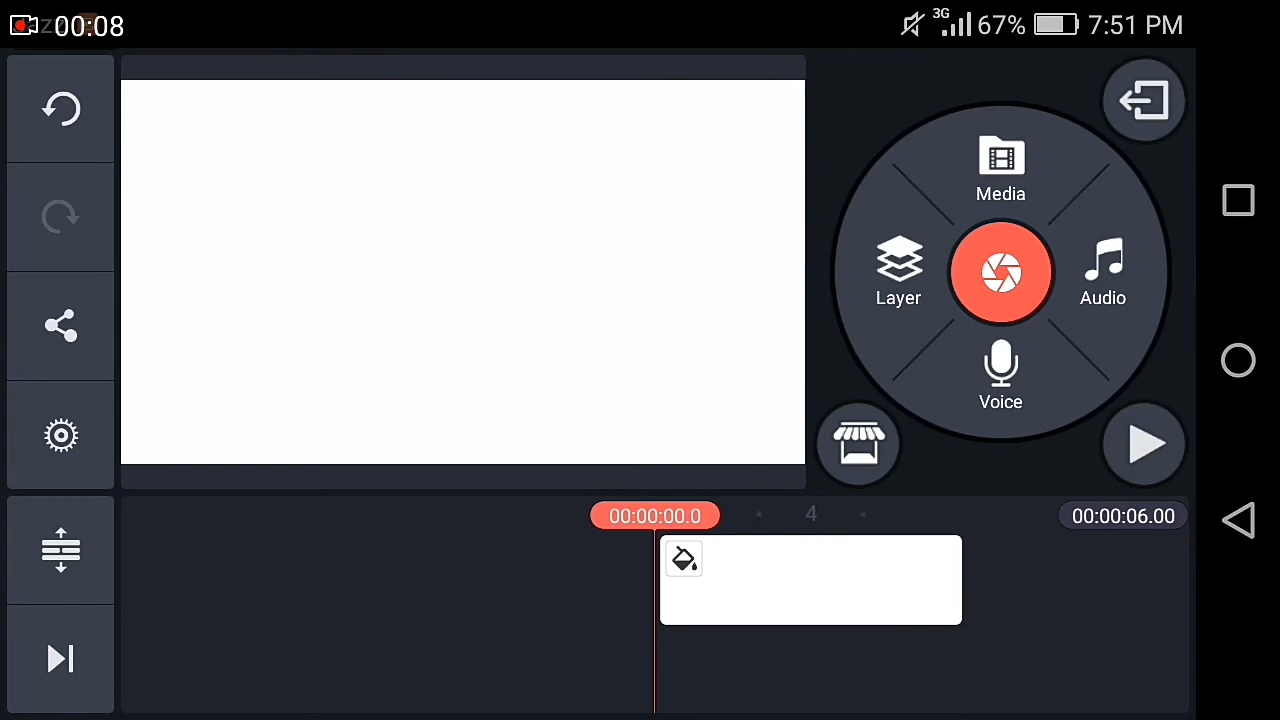 00:08
3G
67%
7:51 PM
Media
Layer
Audio
Voice
00:00:00.0
4
00:00:06.00